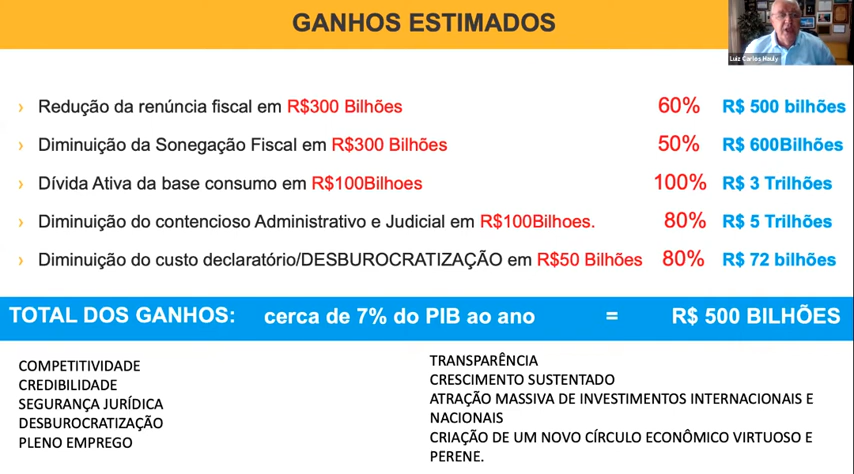 GANHOS ESTIMADOS
Luiz Carlos Hauly
› Redução da renúncia fiscal em R$300 Bilhões 60% R$ 500 bilhões
› Diminuição da Sonegação Fiscal em R$300 Bilhões 50% R$ 600Bilhões
› Dívida Ativa da base consumo em R$100Bilhoes 100% R$ 3 Trilhões
› Diminuição do contencioso Administrativo e Judicial em R$100Bilhoes. 80% R$ 5 Trilhões
› Diminuição do custo declaratório/DESBUROCRATIZAÇÃO em R$50 Bilhões 80% R$ 72 bilhões
TOTAL DOS GANHOS: cerca de 7% do PIB ao ano = R$ 500 BILHÕES
COMPETITIVIDADE
CREDIBILIDADE
SEGURANÇA JURÍDICA
DESBUROCRATIZAÇÃO
PLENO EMPREGO
TRANSPARÊNCIA
CRESCIMENTO SUSTENTADO
ATRAÇÃO MASSIVA DE INVESTIMENTOS INTERNACIONAIS E
NACIONAIS
CRIAÇÃO DE UM NOVO CÍRCULO ECONÔMICO VIRTUOSO E
PERENE.